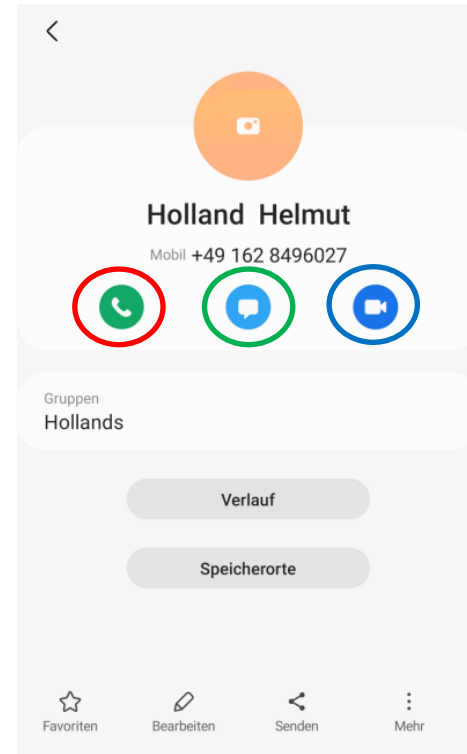 Holland Helmut
Mobil +49 162 8496027
Gruppen
Hollands
Verlauf
Speicherorte
Favoriten Bearbeiten Senden Mehr